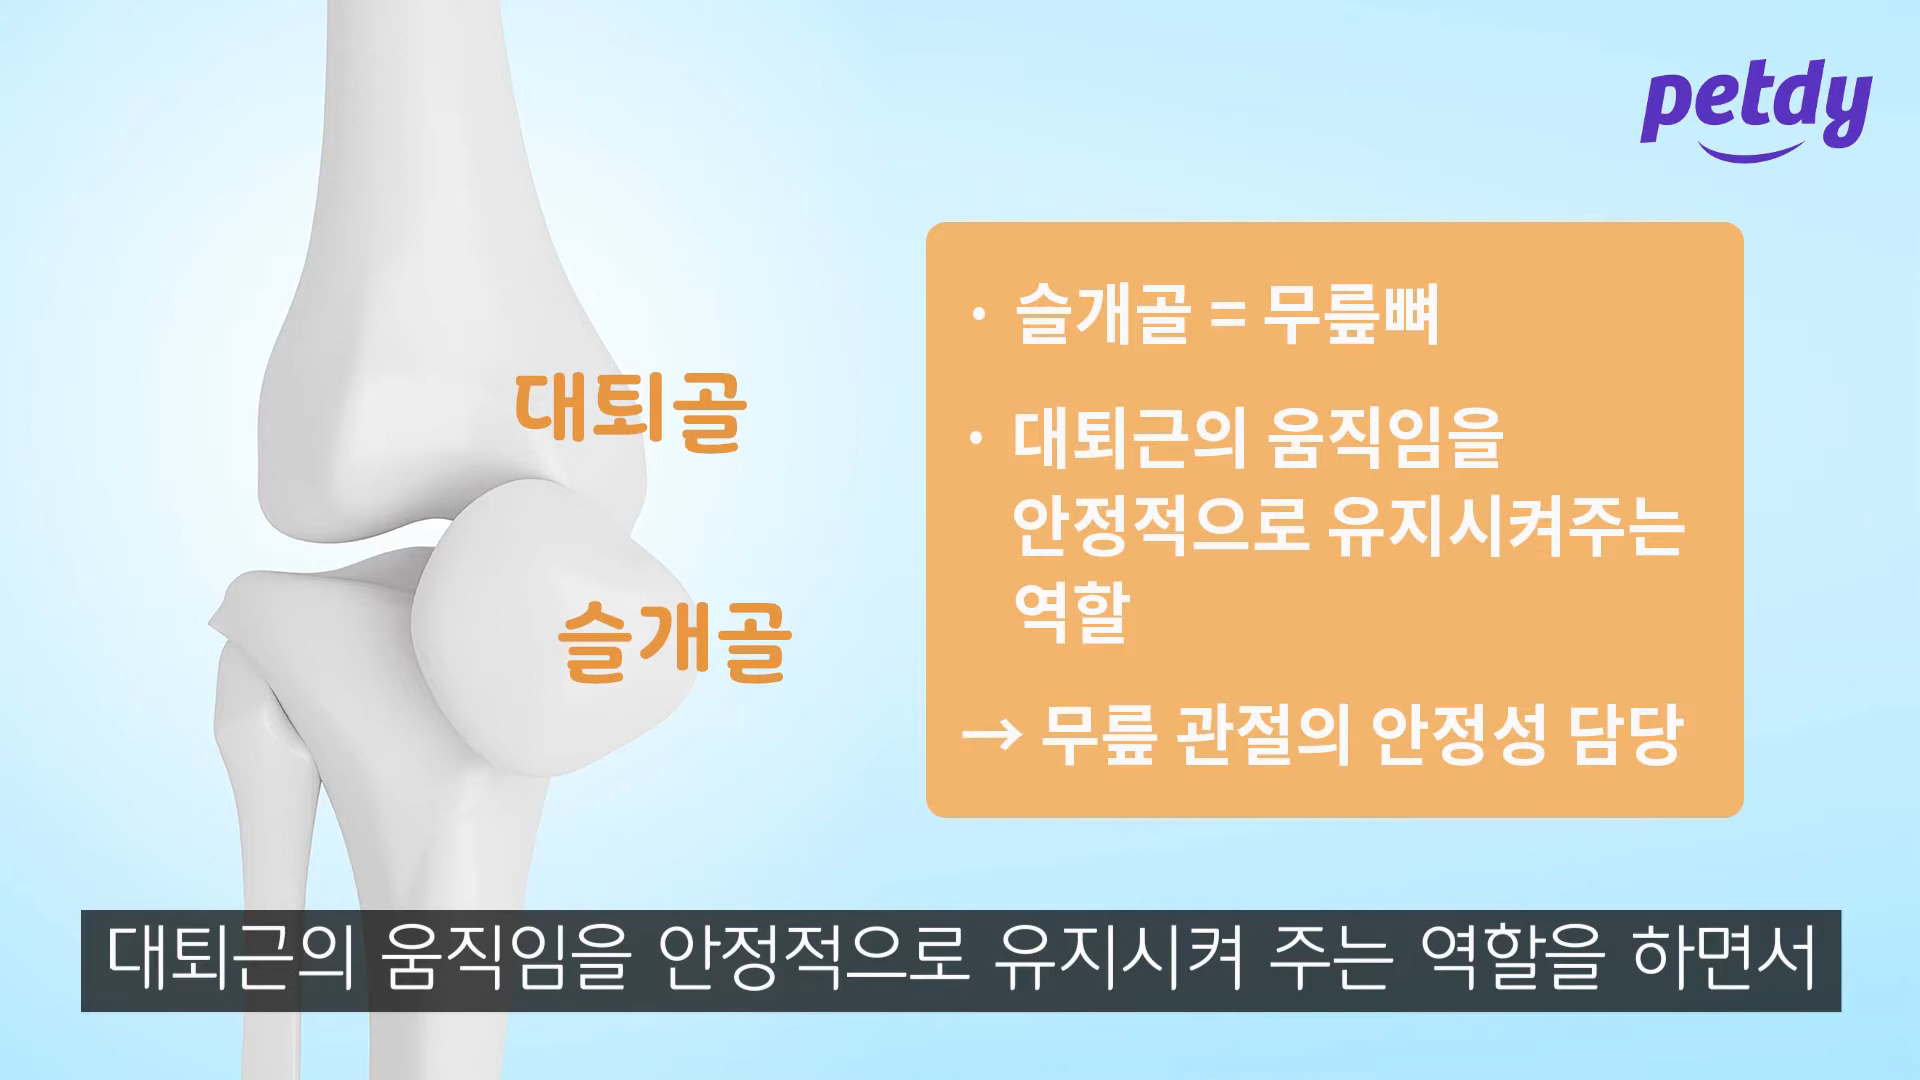 petdy
대퇴골
슬개골
• 슬개골 = 무릎뼈
• 대퇴근의 움직임을
안정적으로 유지시켜주는
역할
→ 무릎 관절의 안정성 담당
대퇴근의 움직임을 안정적으로 유지시켜 주는 역할을 하면서